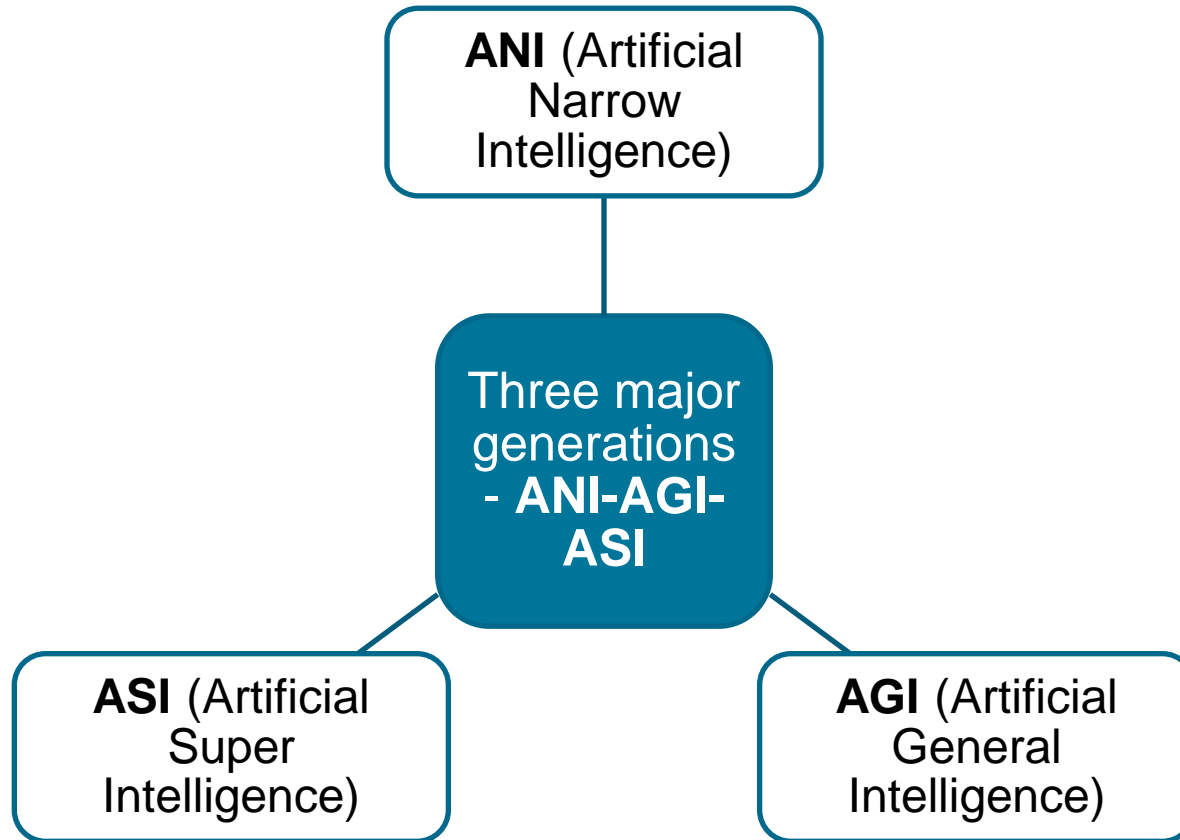 ANI (Artificial
Narrow
Intelligence)
Three major
generations
- ANI-AGI-
ASI
ASI (Artificial
Super
Intelligence)
AGI (Artificial
General
Intelligence)